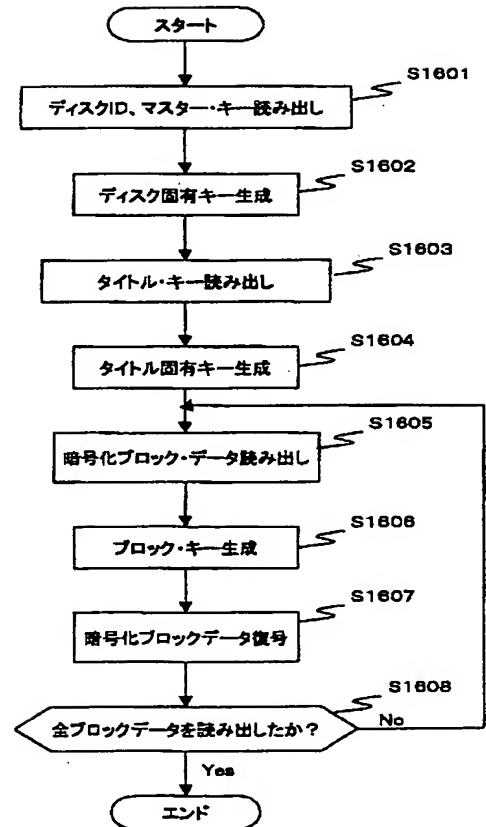 スタート
S1601
ディスクID、マスター・キー読み出し
S1602
ディスク固有キー生成
S1603
タイトル・キー読み出し
S1604
タイトル固有キー生成
S1605
暗号化ブロック・データ読み出し
S1606
ブロック・キー生成
S1607
暗号化ブロックデータ復号
S1608
全ブロックデータを読み出したか?
No
Yes
エンド